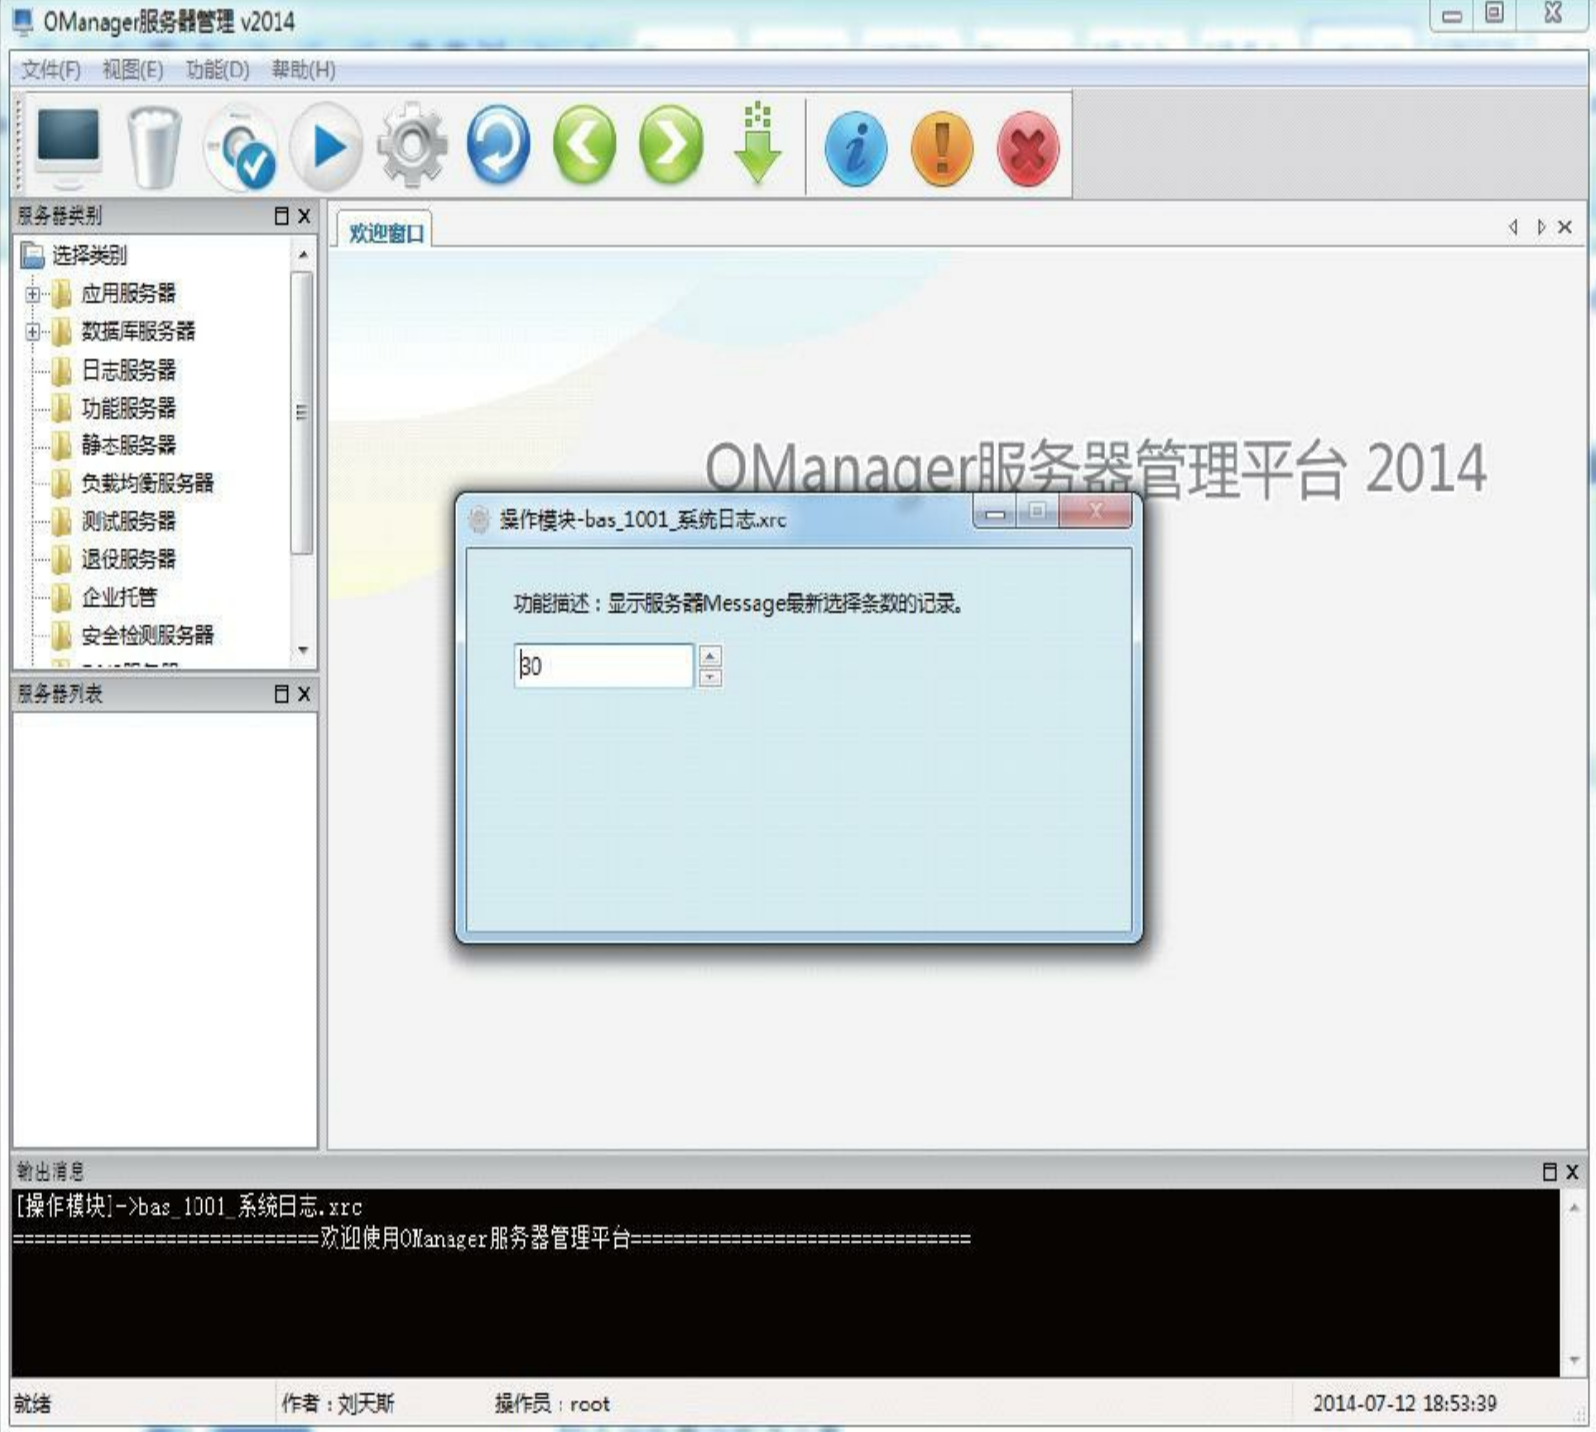 OManager服务器管理 v2014
文件(F) 视图(E) 功能(D) 帮助(H)
服务器类别
欢迎窗口
选择类别
应用服务器
数据库服务器
日志服务器
功能服务器
静态服务器
负载均衡服务器
测试服务器
退役服务器
企业托管
安全检测服务器
OManager服务器管理平台 2014
操作模块-bas_1001_系统日志.xrc
功能描述：显示服务器Message最新选择条数的记录。
30
服务器列表
输出消息
[操作模块]->bas_1001_系统日志.xrc
==============================欢迎使用OManager服务器管理平台=================================
就绪 作者：刘天斯 操作员：root 2014-07-12 18:53:39